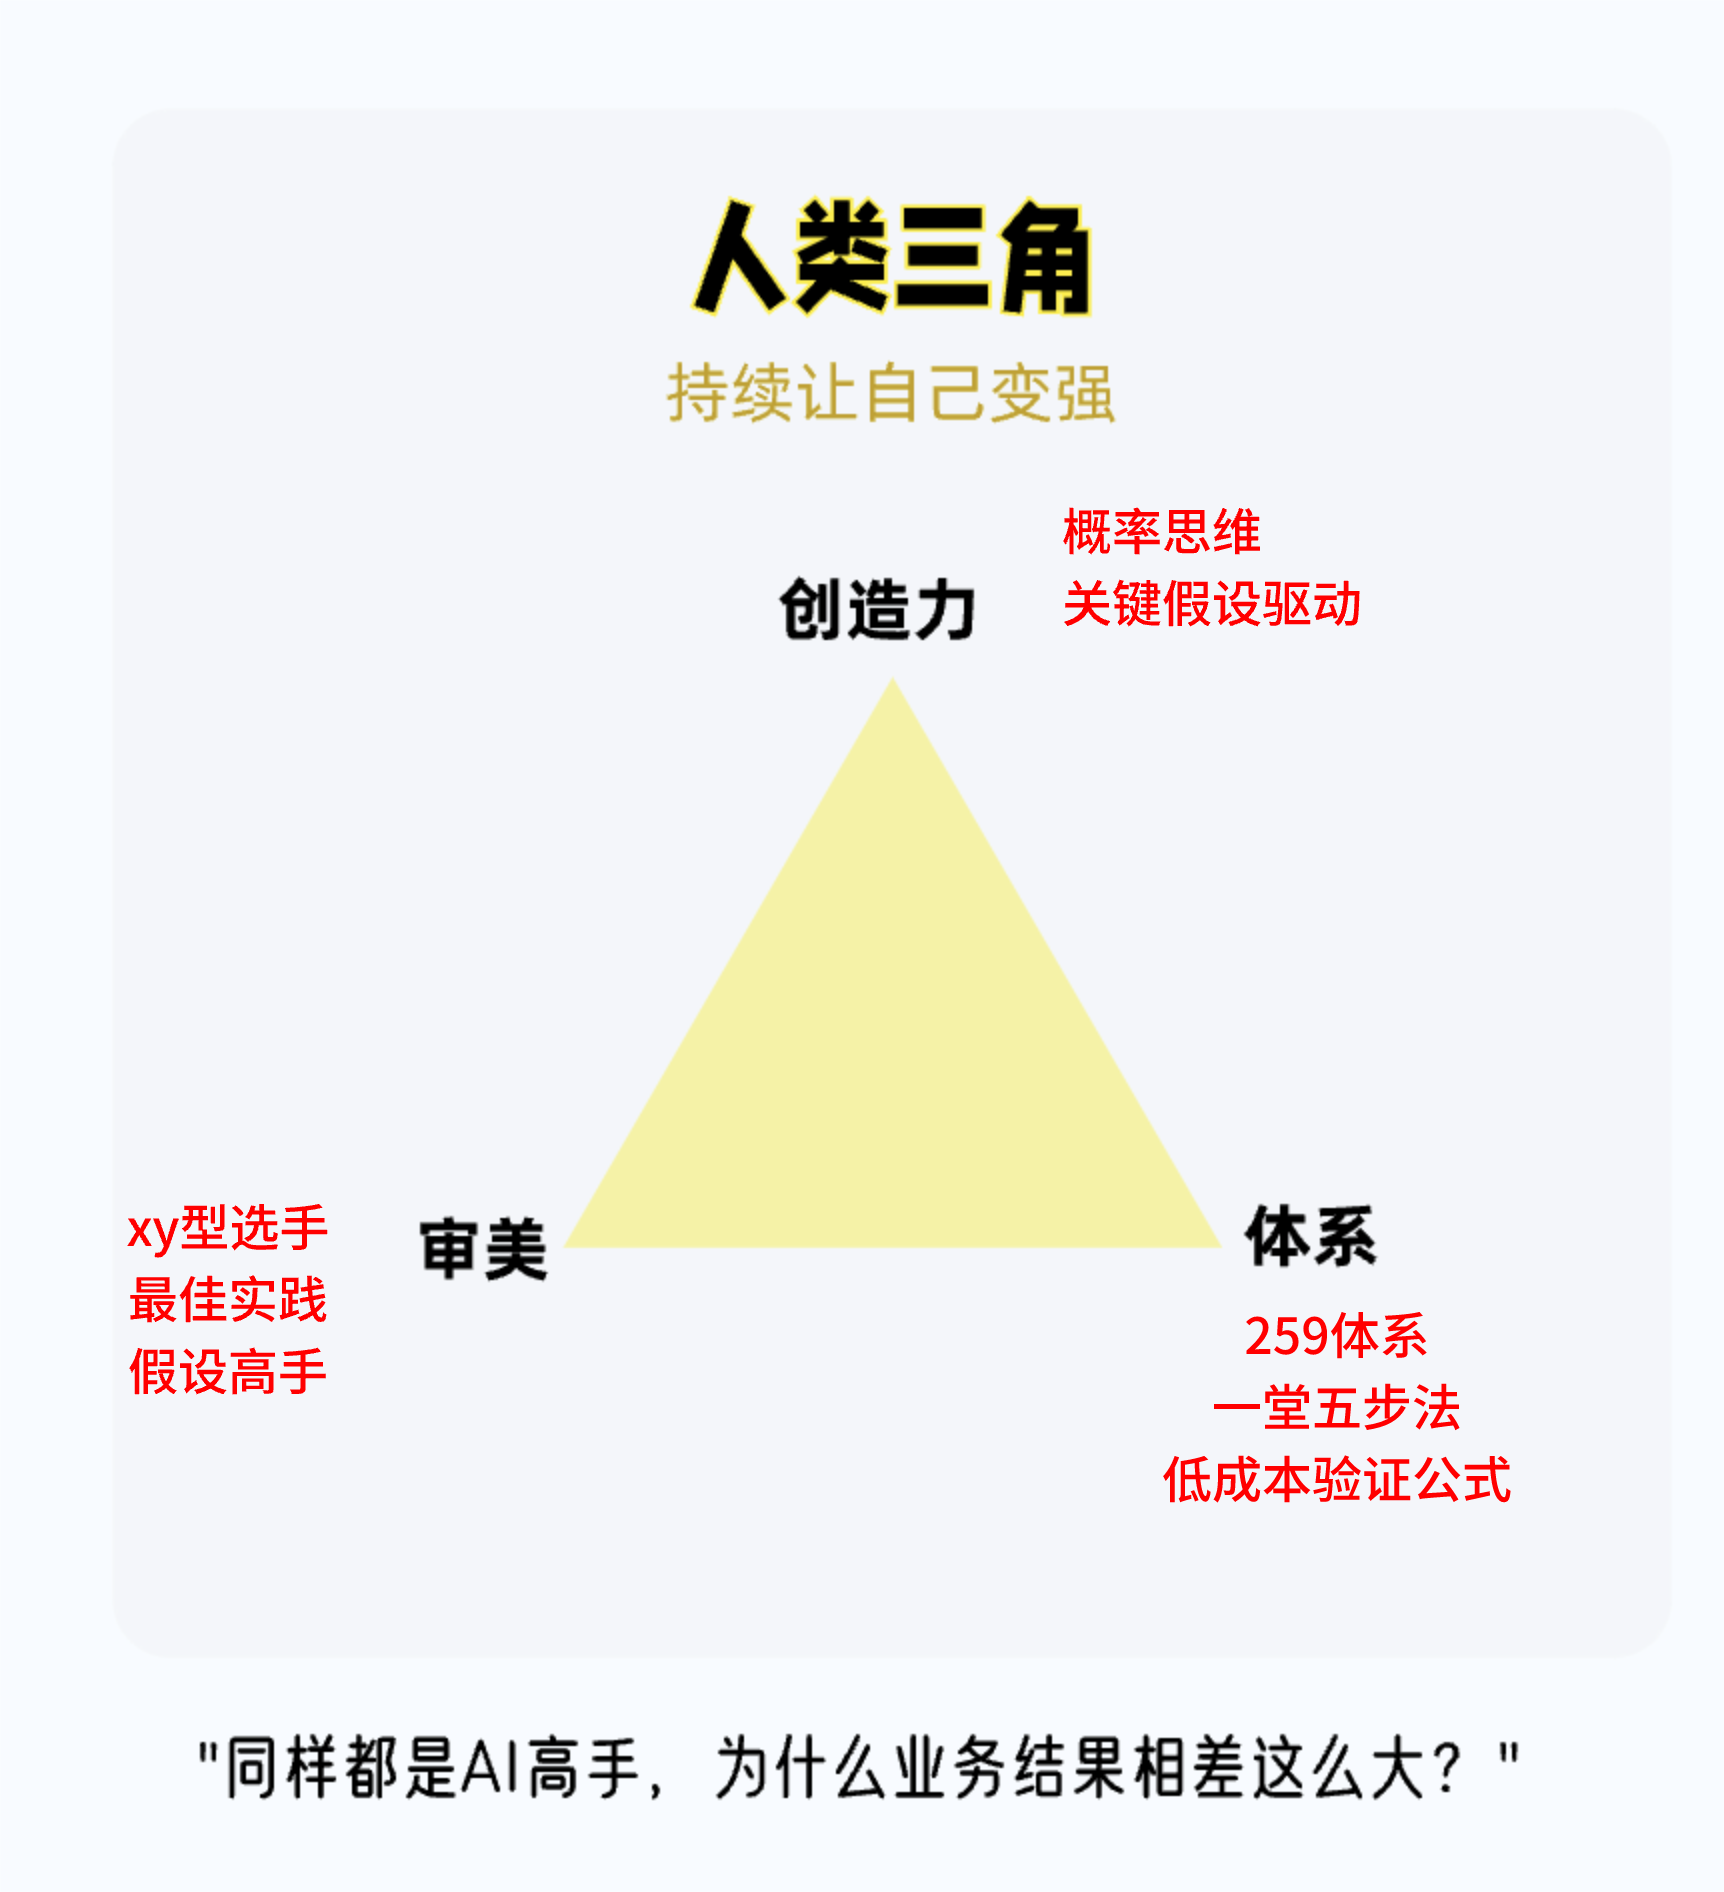 人类三角
持续让自己变强
概率思维
关键假设驱动
创造力
xy型选手
最佳实践
假设高手
审美
体系
259体系
一堂五步法
低成本验证公式
"同样都是AI高手，为什么业务结果相差这么大？"